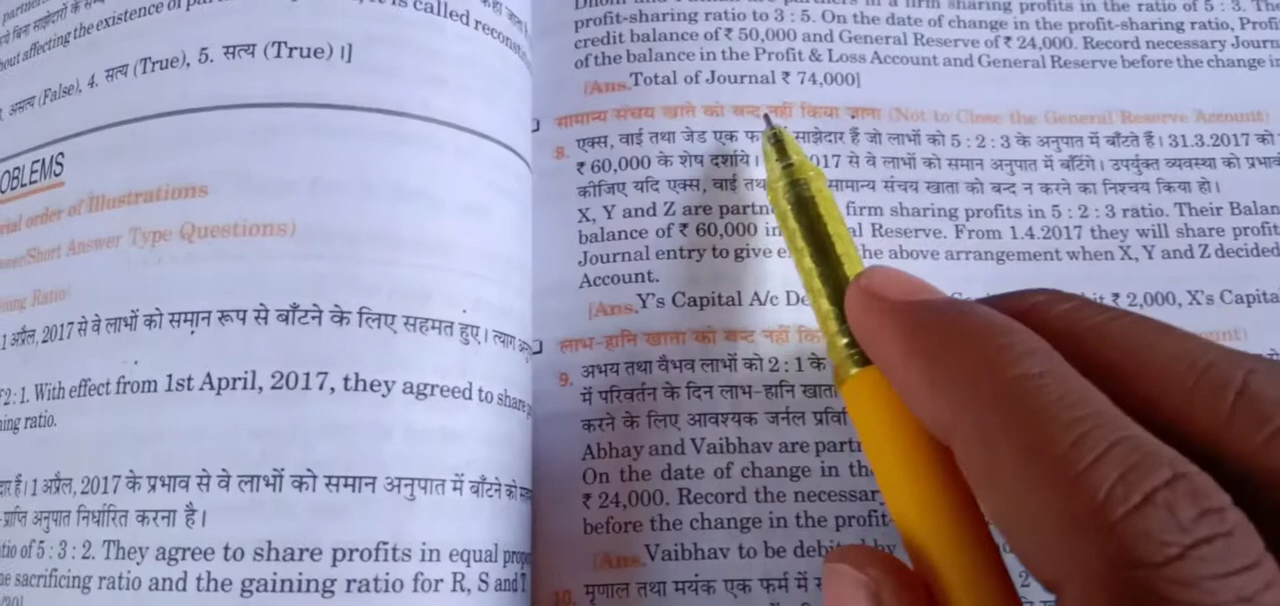 partner
बिना साझेदारों के
out affecting the existence of
is called reconst
असत्य (False), 4. सत्य (True), 5. सत्य (True) ।]
OBLEMS
rial order of Illustrations
Short Answer Type Questions)
ning Ratio
1 अप्रैल, 2017 से वे लाभों को समान रूप से बाँटने के लिए सहमत हुए। त्याग
2:1. With effect from 1st April, 2017, they agreed to share
ing ratio.
दार हैं। 1 अप्रैल, 2017 के प्रभाव से वे लाभों को समान अनुपात में बाँटने को
-प्राप्ति अनुपात निर्धारित करना है।
tio of 5 : 3 : 2. They agree to share profits in equal
e sacrificing ratio and the gaining ratio for R, S and T
in a firm sharing profits in the ratio of 5 : 3. The
profit-sharing ratio to 3 : 5. On the date of change in the profit-sharing ratio, Profi
credit balance of ₹ 50,000 and General Reserve of ₹ 24,000. Record necessary Journ
of the balance in the Profit & Loss Account and General Reserve before the change in
[Ans. Total of Journal ₹ 74,000]
सामान्य संचय खाते को बन्द नहीं किया जाना (Not to Close the General Reserve Account)
8. एक्स, वाई तथा जेड एक साझेदार हैं जो लाभों को 5 : 2 : 3 के अनुपात में बाँटते हैं। 31.3.2017 को
₹ 60,000 के शेष दर्शाये। 017 से वे लाभों को समान अनुपात में बाँटेंगे। उपर्युक्त व्यवस्था को
कीजिए यदि एक्स, वाई सामान्य संचय खाता को बन्द न करने का निश्चय किया हो।
X, Y and Z are partn firm sharing profits in 5 : 2 : 3 ratio. Their Balan
balance of ₹ 60,000 in al Reserve. From 1.4.2017 they will share profit
Journal entry to give e he above arrangement when X, Y and Z decided
Account.
[Ans. Y's Capital A/c De ₹ 2,000, X's Capita
लाभ-हानि खाता को बन्द नहीं unt)
9. अभय तथा वैभव लाभों को 2 : 1 के
में परिवर्तन के दिन लाभ-हानि खाता
करने के लिए आवश्यक जर्नल प्रवि
Abhay and Vaibhav are part
On the date of change in th
₹ 24,000. Record the necessar
before the change in the profit-
[Ans. Vaibhav to be debit by
10. मृणाल तथा मयंक एक फर्म में 2